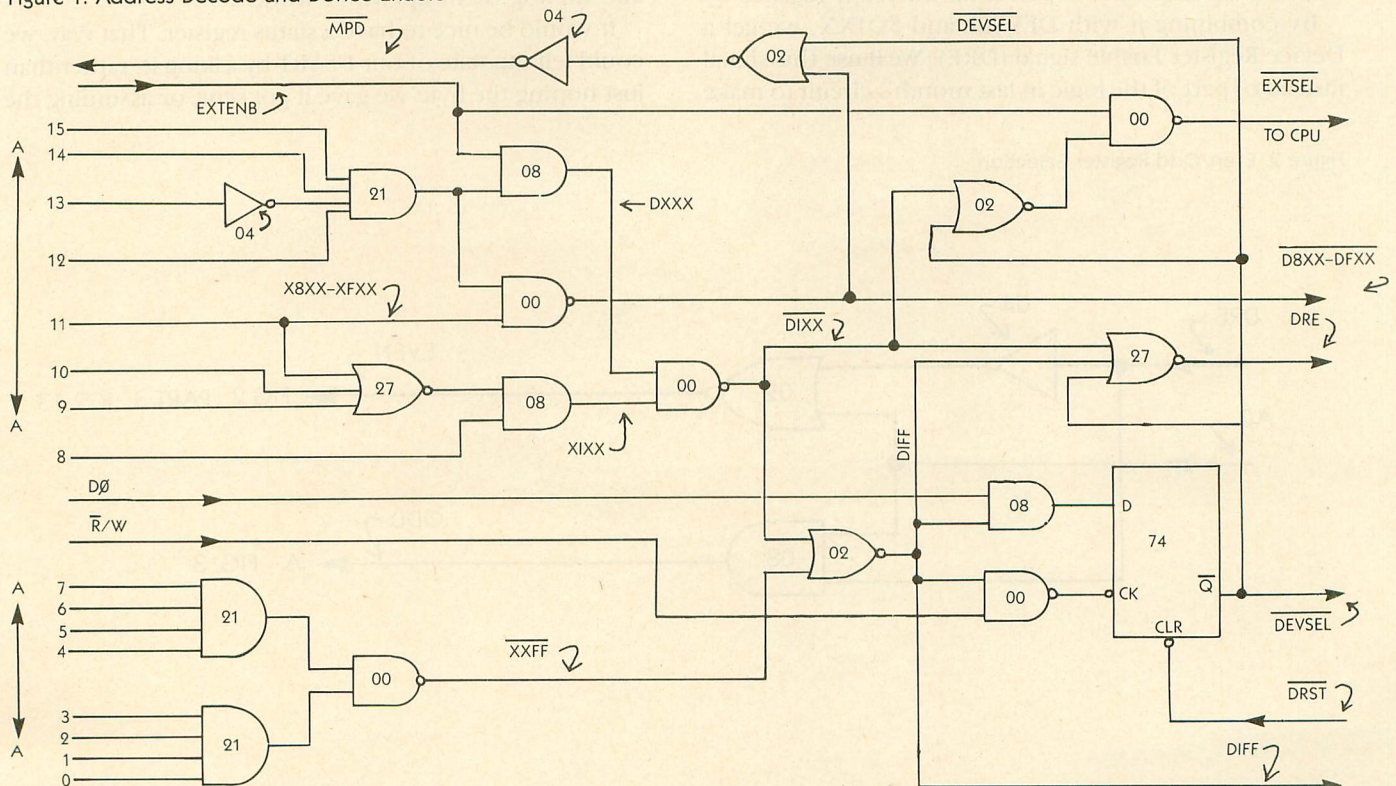 Figure 1. Address Decode and Device Enable
MPD
04
02
DEVSEL
EXTENB
EXTSEL
00
TO CPU
A
15
14
13
12
04
21
08
DXXX
02
X8XX-XFXX
00
D8XX-DFXX
DIXX
DRE
11
10
9
8
A
27
08
00
27
XIXX
DIFF
DØ
R/W
08
D
74
02
00
CK
Q
CLR
DEVSEL
A
7
6
5
4
21
XXFF
00
DRST
3
2
1
0
A
21
DIFF